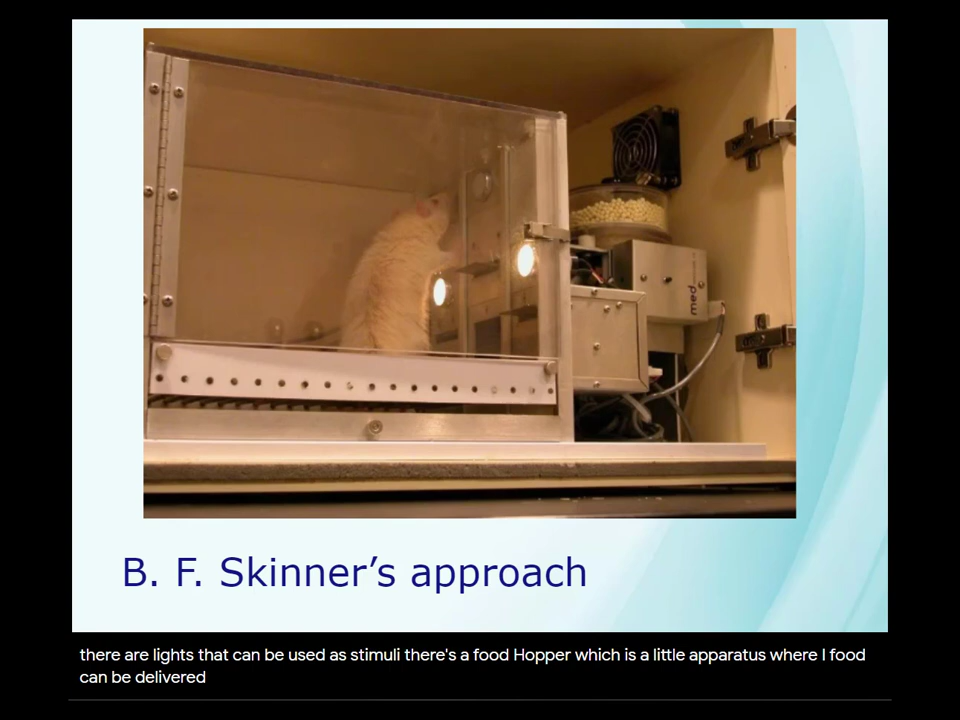 med
B. F. Skinner's approach
there are lights that can be used as stimuli there's a food Hopper which is a little apparatus where I food
can be delivered